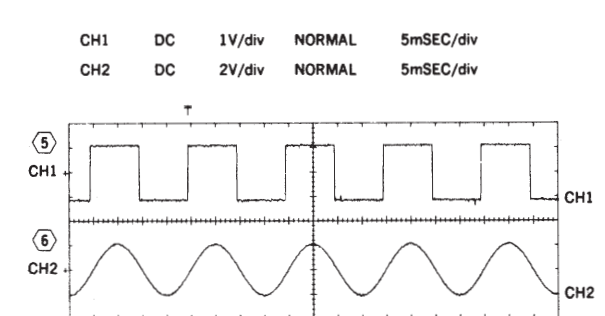 CH1 DC 1V/div NORMAL 5mSEC/div
CH2 DC 2V/div NORMAL 5mSEC/div
T
5
CH1
CH1
6
CH2
CH2